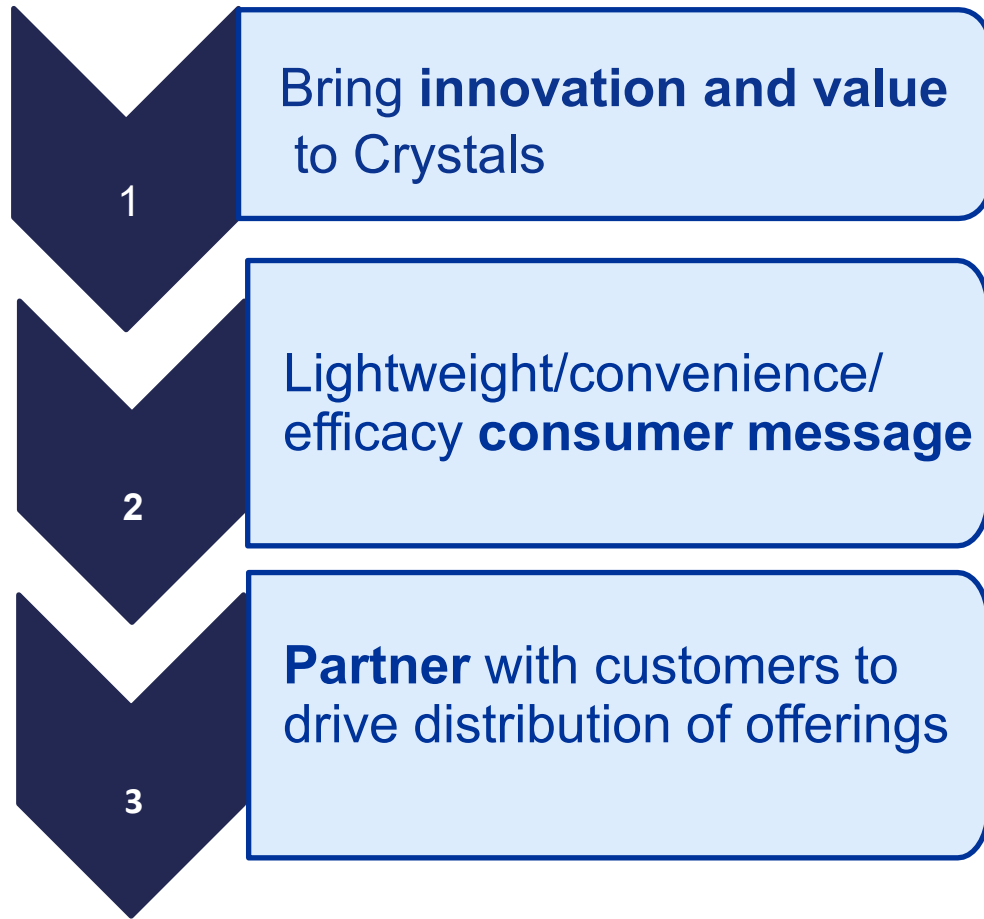 Bring innovation and value
to Crystals
1
Lightweight/convenience/
efficacy consumer message
2
Partner with customers to
drive distribution of offerings
3